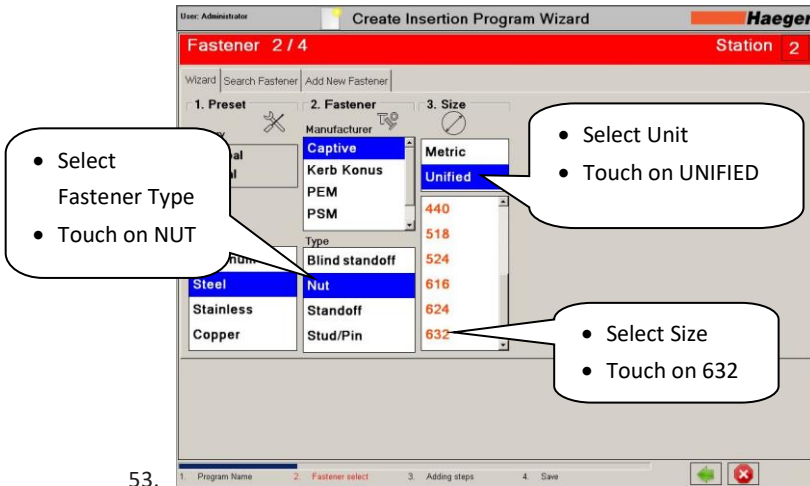 User: Administrator
Create Insertion Program Wizard
Haeger
Fastener 2 / 4
Station 2
Wizard Search Fastener Add New Fastener
1. Preset
2. Fastener
3. Size
Manufacturer
Captive
Kerb Konus
PEM
PSM
Type
Blind standoff
Nut
Standoff
Stud/Pin
Steel
Stainless
Copper
Metric
Unified
440
518
524
616
624
632
• Select
Fastener Type
• Touch on NUT
• Select Unit
• Touch on UNIFIED
• Select Size
• Touch on 632
53.
1. Program Name
2. Fastener select
3. Adding steps
4. Save